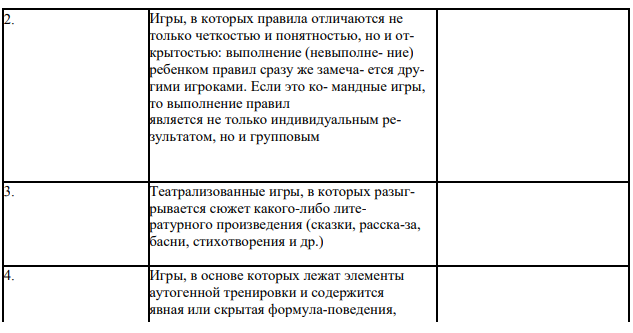 2.
Игры, в которых правила отличаются не
только четкостью и понятностью, но и от-
крытостью: выполнение (невыполне- ние)
ребенком правил сразу же замеча- ется дру-
гими игроками. Если это ко- мандные игры,
то выполнение правил
является не только индивидуальным ре-
зультатом, но и групповым
3.
Театрализованные игры, в которых разыг-
рывается сюжет какого-либо лите-
ратурного произведения (сказки, расска-за,
басни, стихотворения и др.)
4.
Игры, в основе которых лежат элементы
аутогенной тренировки и содержится
явная или скрытая формула-поведения,